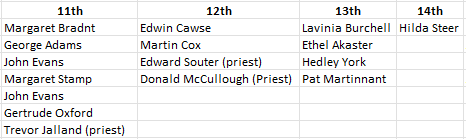 11th 12th 13th 14th
Margaret Bradnt Edwin Cawse Lavinia Burchell Hilda Steer
George Adams Martin Cox Ethel Akaster
John Evans Edward Souter (priest) Hedley York
Margaret Stamp Donald McCullough (Priest) Pat Martinnant
John Evans
Gertrude Oxford
Trevor Jalland (priest)